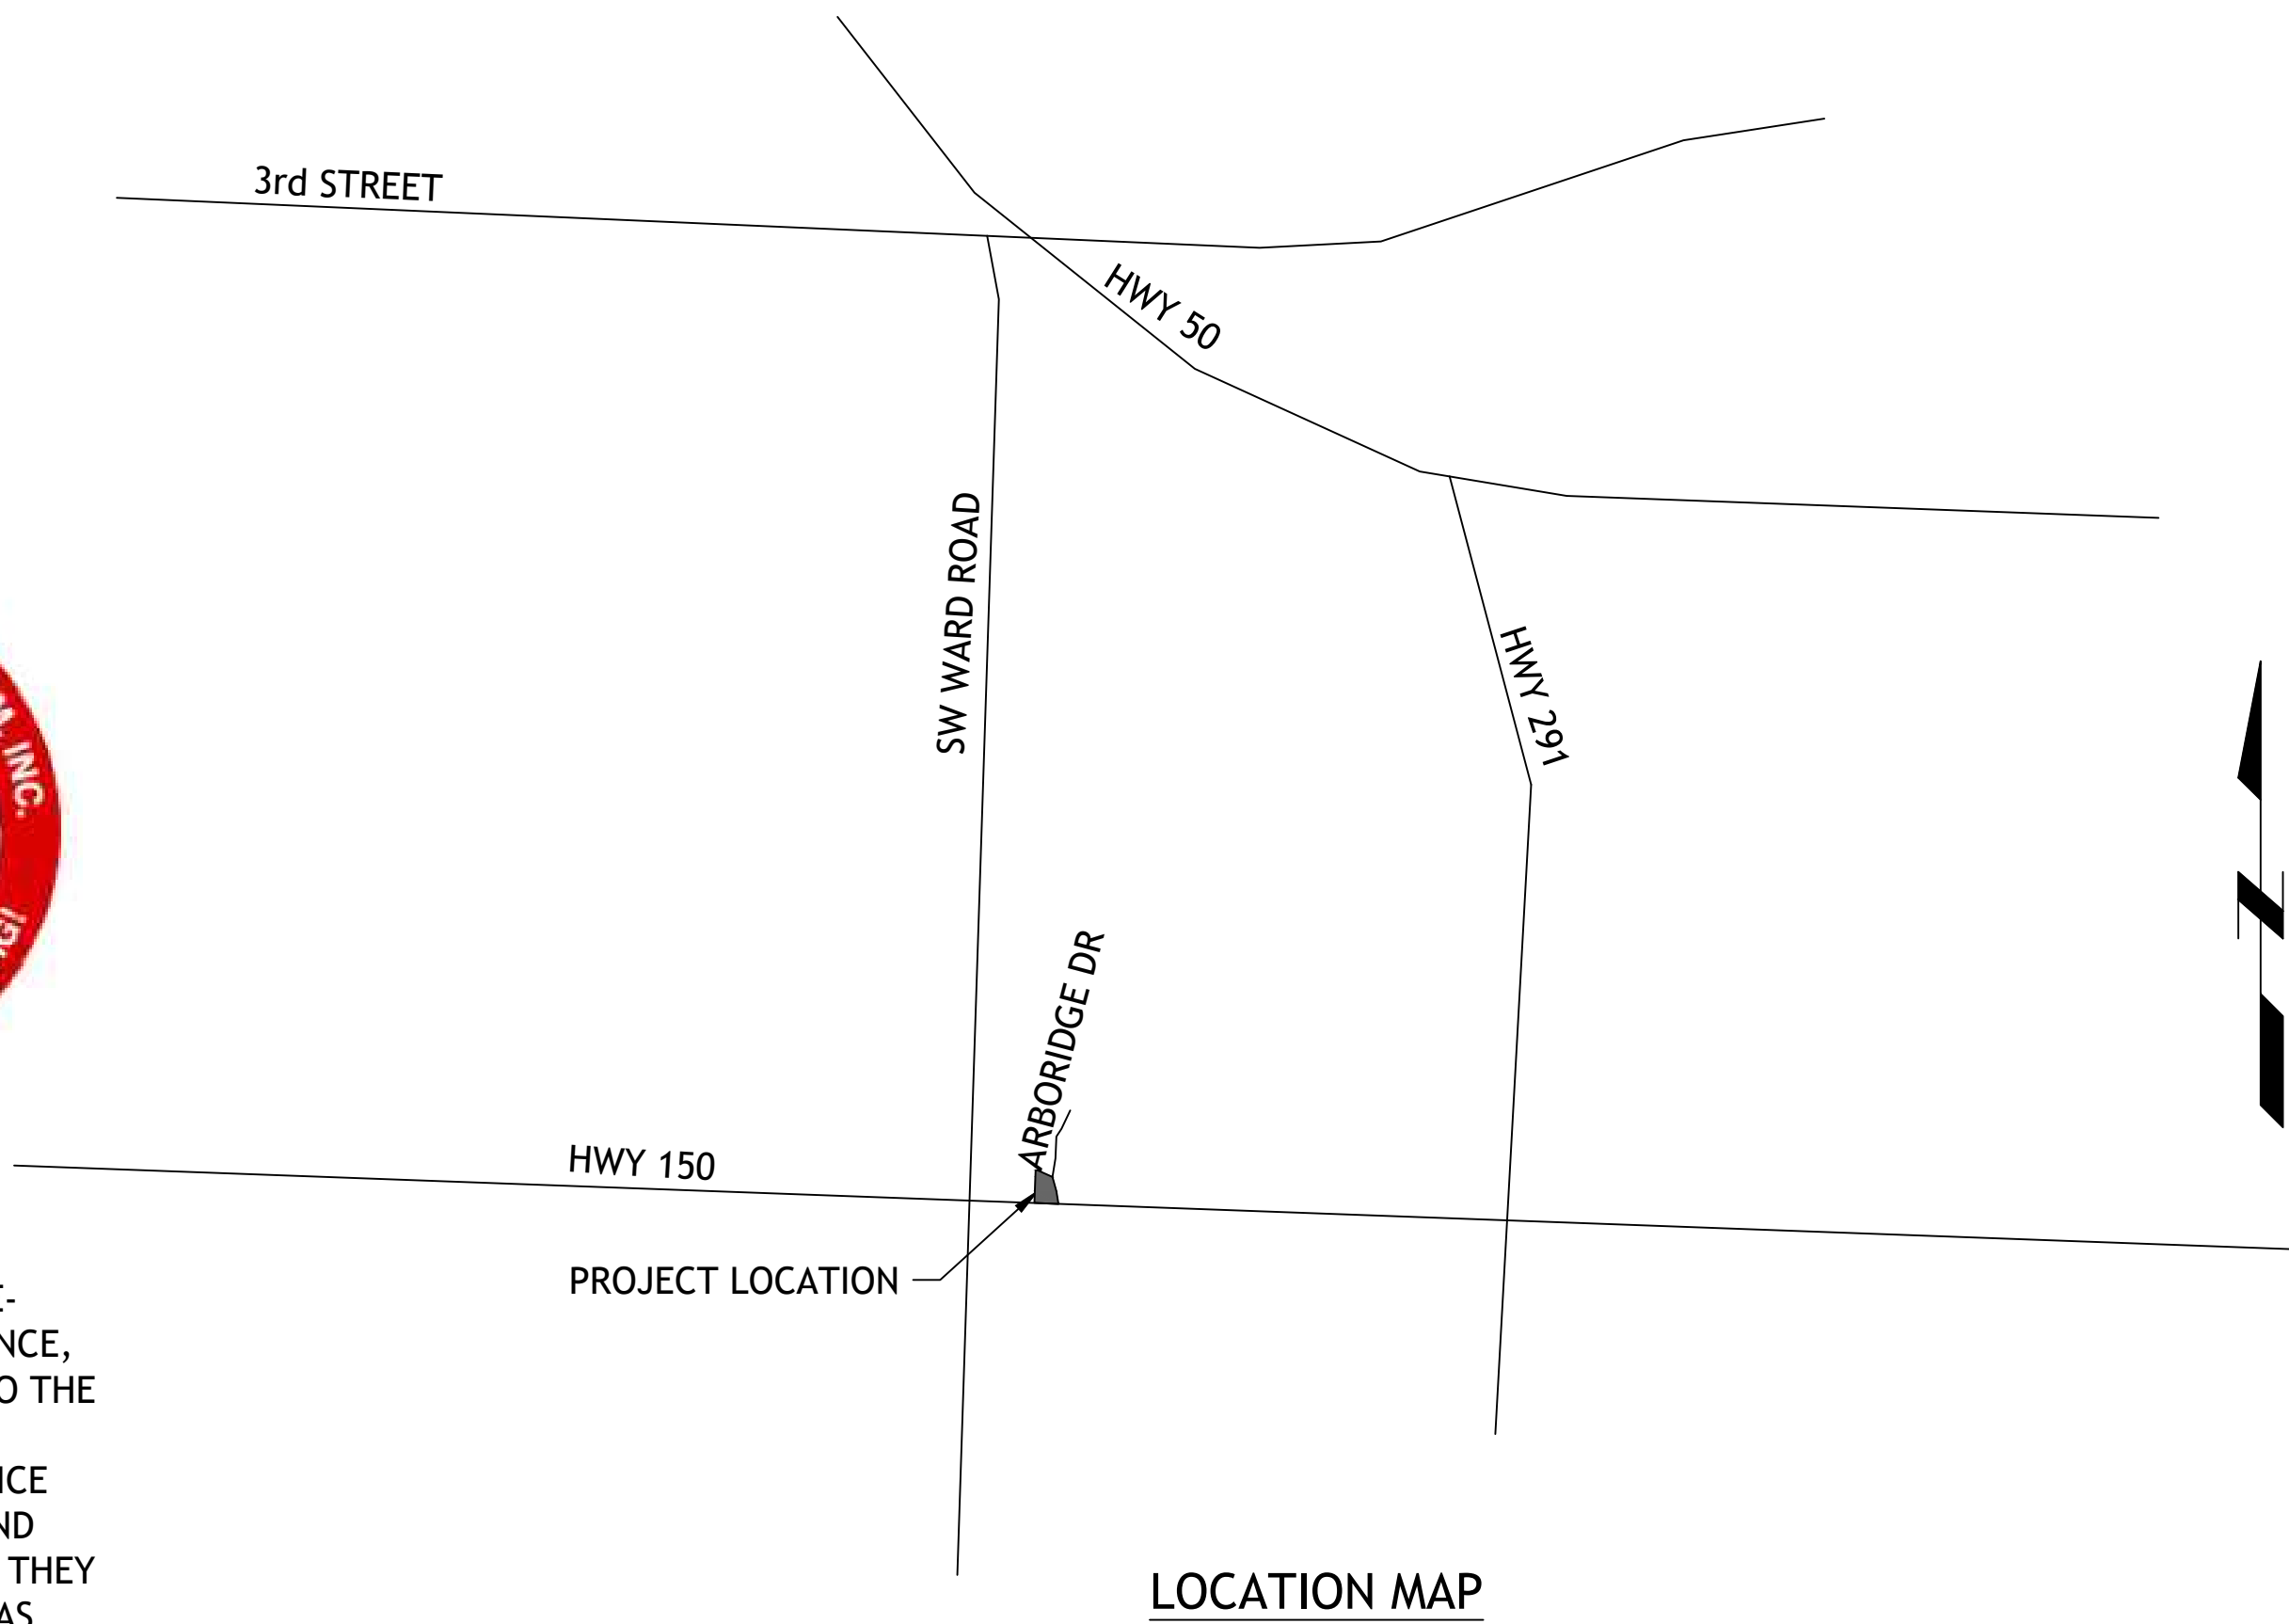 3rd STREET
HWY 50
SW WARD ROAD
HWY 291
INC.
ARBORIDGE DR
HWY 150
PROJECT LOCATION
NCE,
O THE
ICE
ND
THEY
AS
LOCATION MAP
N